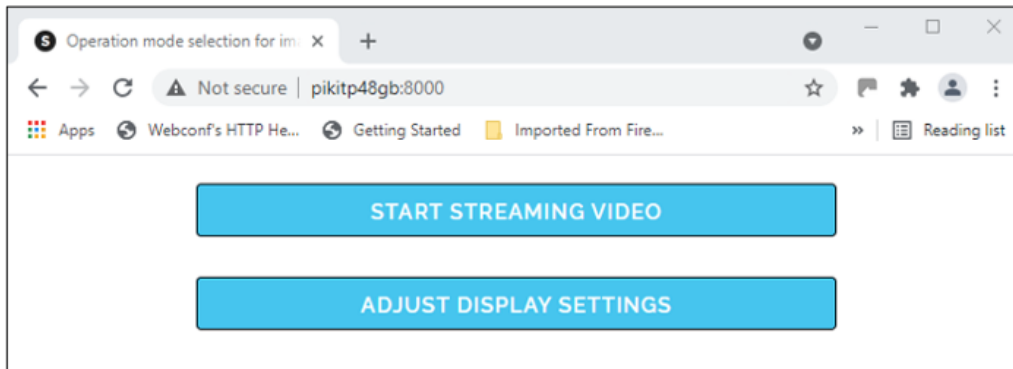 Operation mode selection for im
Not secure | pikitp48gb:8000
Apps Webconf's HTTP He... Getting Started Imported From Fire... » Reading list
START STREAMING VIDEO
ADJUST DISPLAY SETTINGS